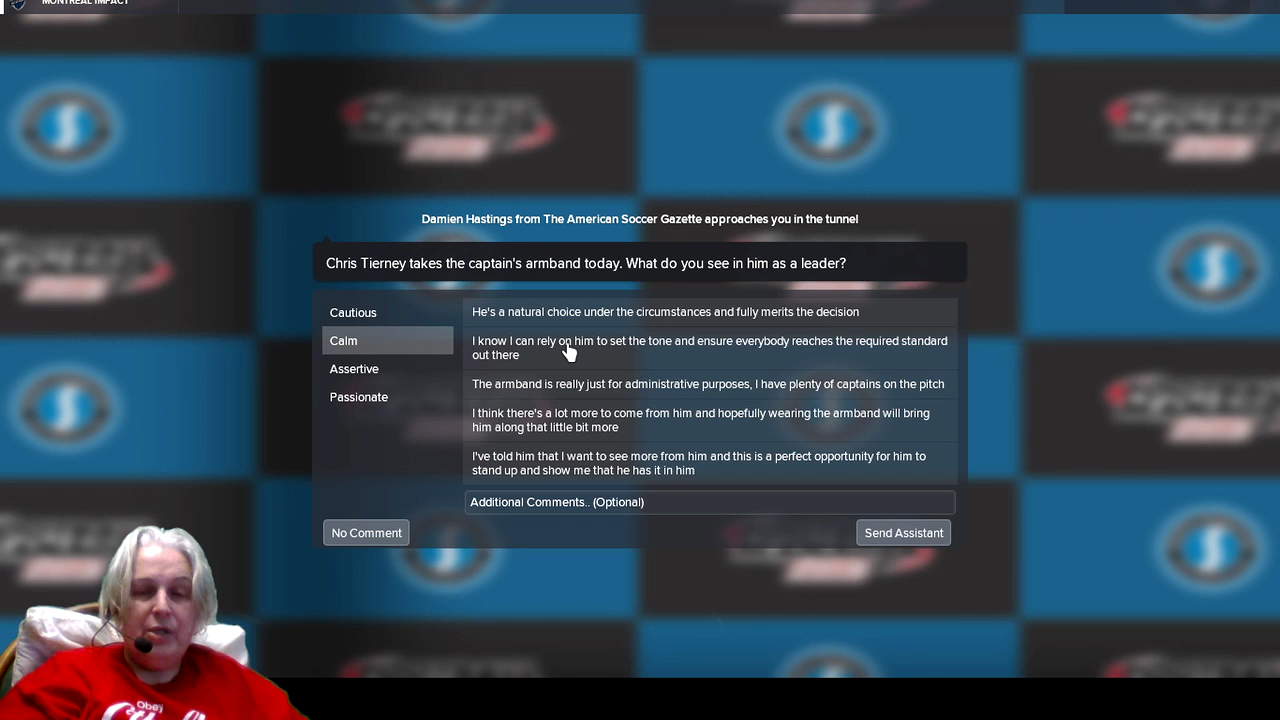 MONTREAL IMPACT
Damien Hastings from The American Soccer Gazette approaches you in the tunnel
Chris Tierney takes the captain's armband today. What do you see in him as a leader?
Cautious
Calm
Assertive
Passionate
He's a natural choice under the circumstances and fully merits the decision
I know I can rely on him to set the tone and ensure everybody reaches the required standard
out there
The armband is really just for administrative purposes, I have plenty of captains on the pitch
I think there's a lot more to come from him and hopefully wearing the armband will bring
him along that little bit more
I've told him that I want to see more from him and this is a perfect opportunity for him to
stand up and show me that he has it in him
Additional Comments.. (Optional)
No Comment
Send Assistant
Obey